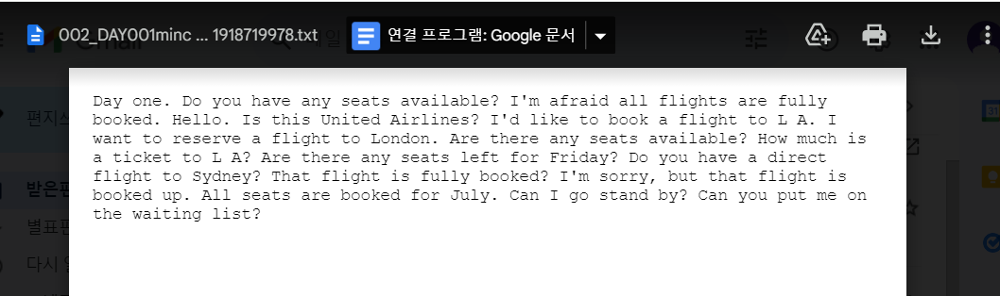 002_DAY001minc ... 1918719978.txt
연결 프로그램: Google 문서
Day one. Do you have any seats available? I'm afraid all flights are fully
booked. Hello. Is this United Airlines? I'd like to book a flight to L A. I
want to reserve a flight to London. Are there any seats available? How much is
a ticket to L A? Are there any seats left for Friday? Do you have a direct
flight to Sydney? That flight is fully booked? I'm sorry, but that flight is
booked up. All seats are booked for July. Can I go stand by? Can you put me on
the waiting list?
편지
받은편
별표편
다시 알
31